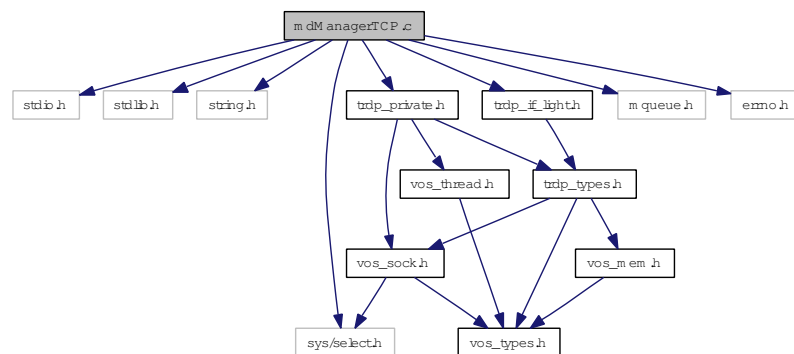 mdManagerTCP.c
stdio.h
stdlib.h
string.h
trdp_private.h
trdp_if_light.h
mqueue.h
errno.h
vos_thread.h
trdp_types.h
vos_sock.h
vos_mem.h
sys/select.h
vos_types.h